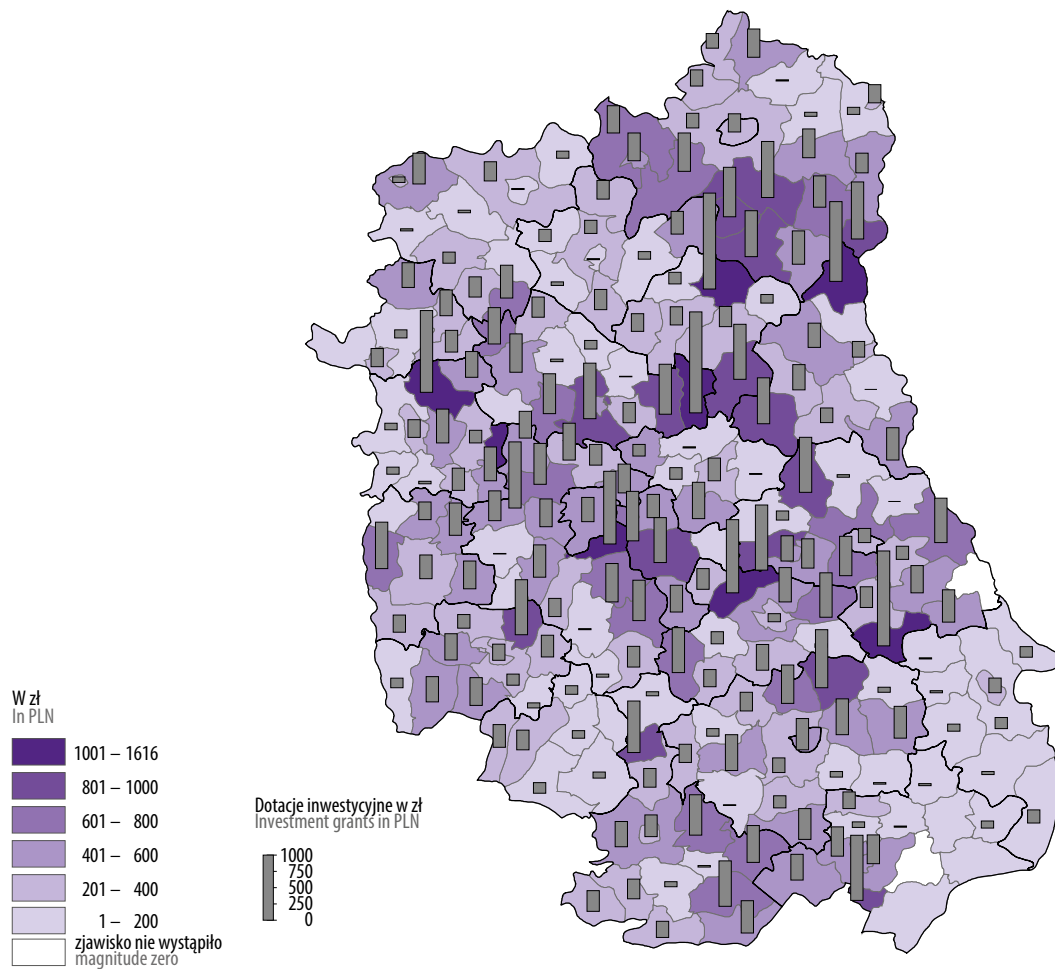 W zł
In PLN
1001 – 1616
801 – 1000
601 – 800
401 – 600
201 – 400
1 – 200
zjawisko nie wystąpiło
magnitude zero
Dotacje inwestycyjne w zł
Investment grants in PLN
1000
750
500
250
0